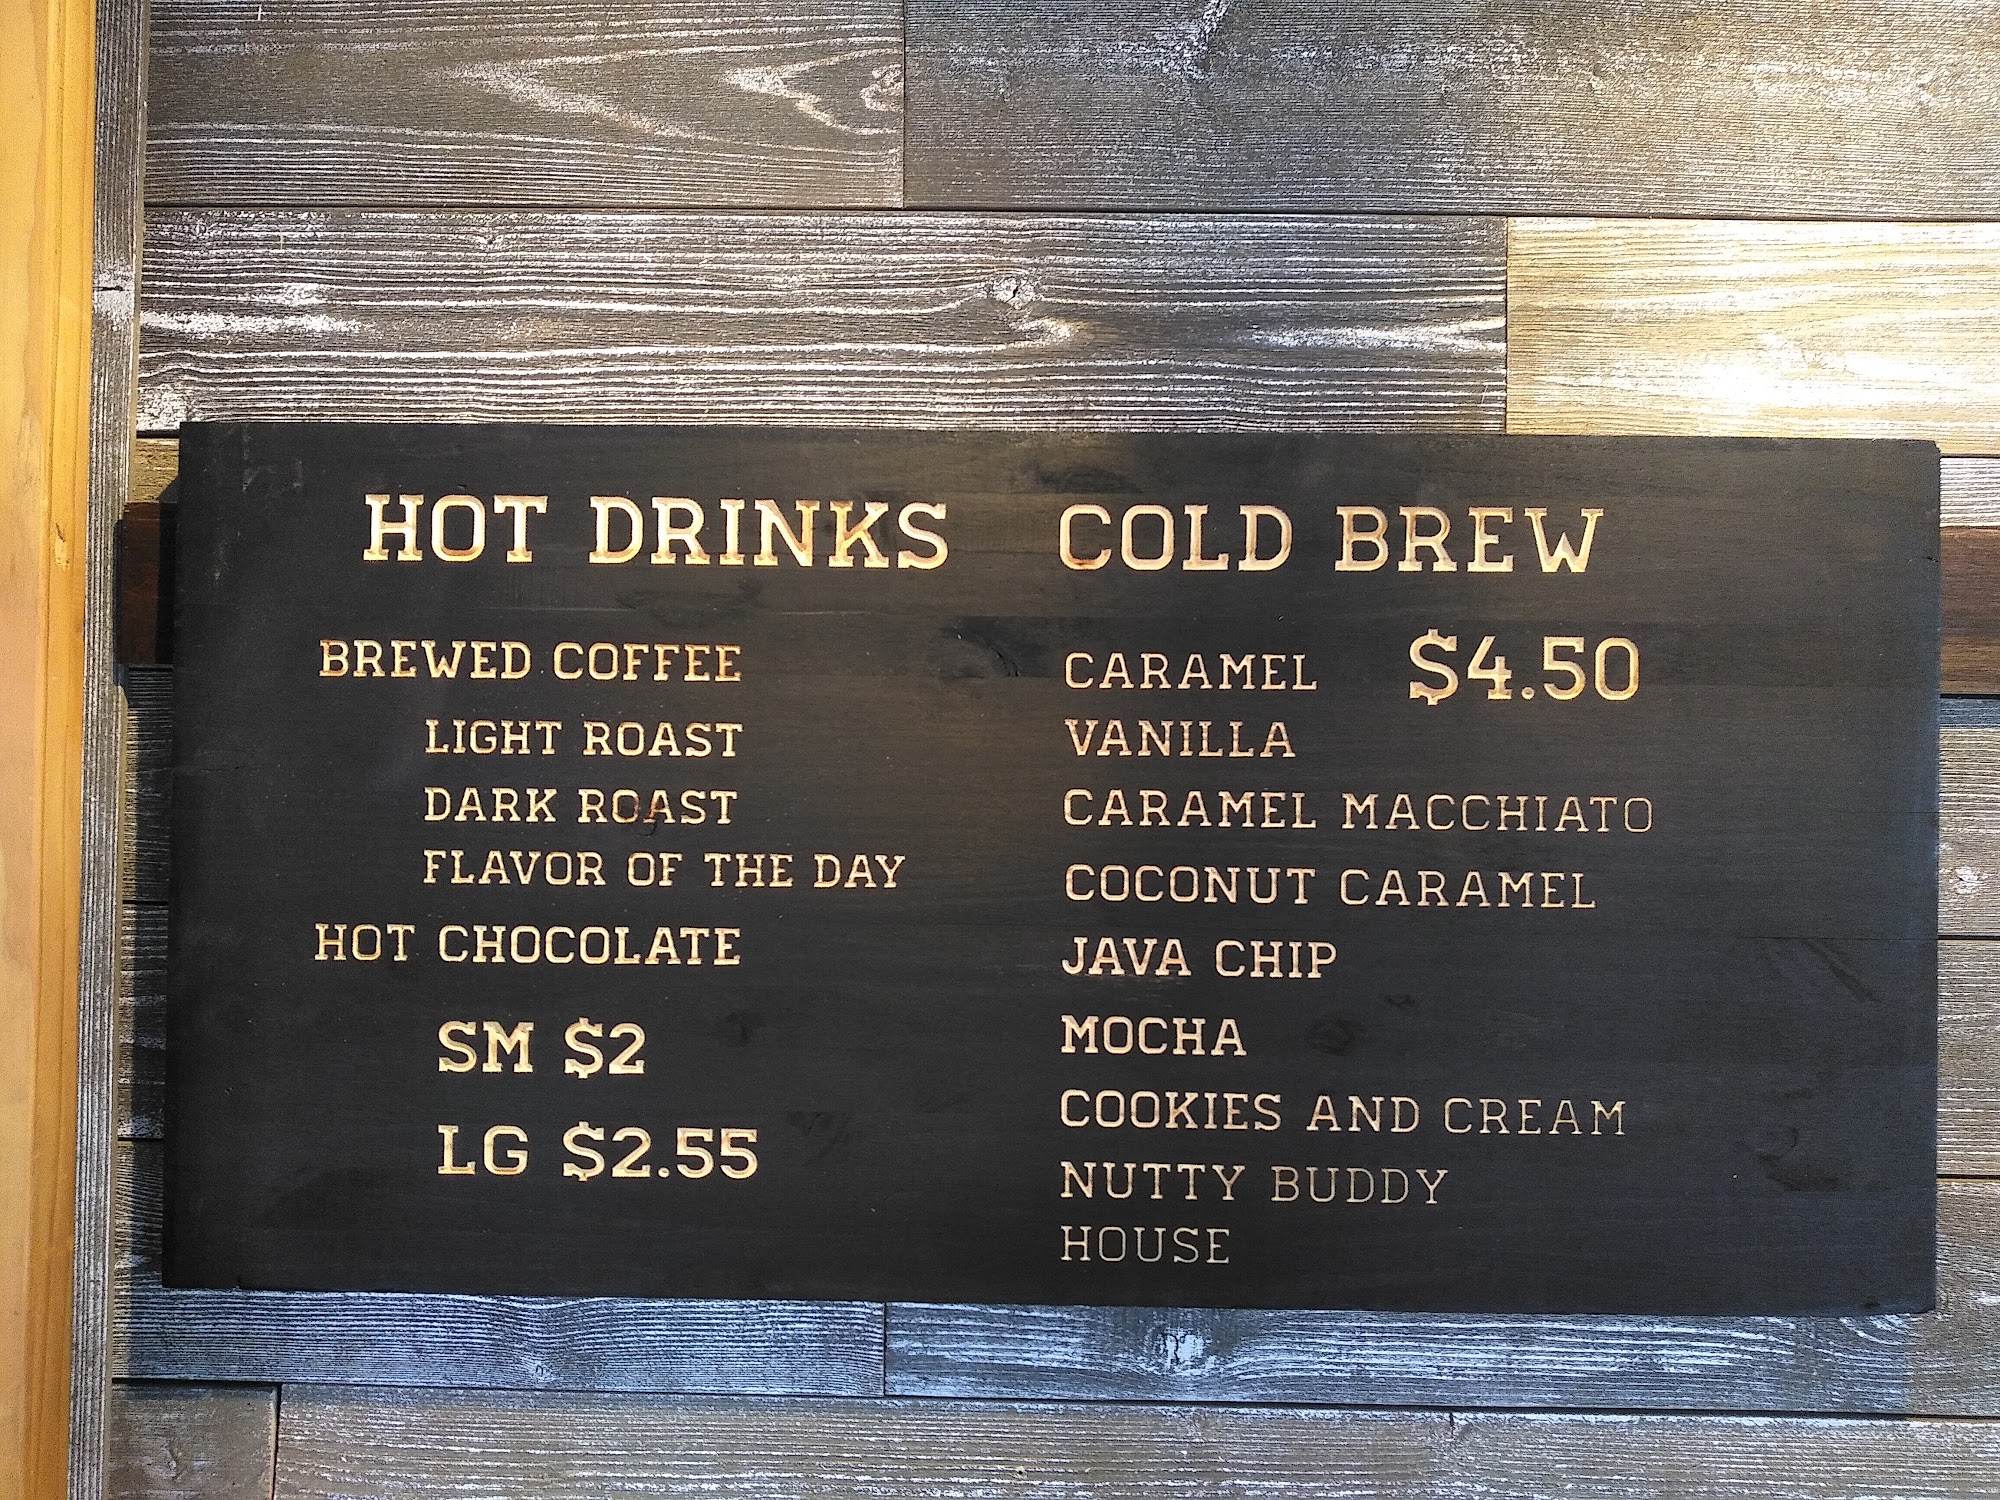 HOT DRINKS
BREWED COFFEE
LIGHT ROAST
DARK ROAST
FLAVOR OF THE DAY
HOT CHOCOLATE
SM $2
LG $2.55
COLD BREW
CARAMEL $4.50
VANILLA
CARAMEL MACCHIATO
COCONUT CARAMEL
JAVA CHIP
MOCHA
COOKIES AND CREAM
NUTTY BUDDY
HOUSE